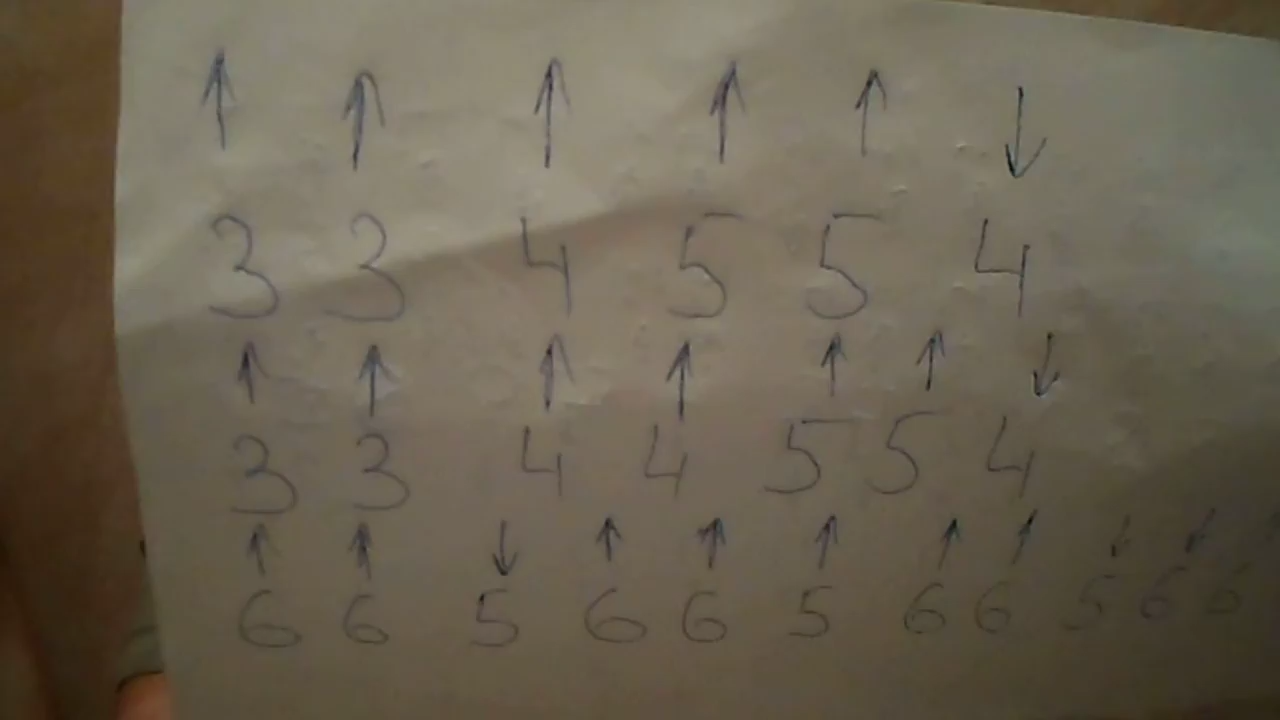 ↑ ↑ ↑ ↑ ↑ ↓
3 3 4 5 5 4
↑ ↑ ↑ ↑ ↑ ↑ ↓
3 3 4 4 5 5 4
↑ ↑ ↓ ↑ ↑ ↑ ↑ ↑ ↓ ↓
6 6 5 6 6 5 6 6 5 6 6